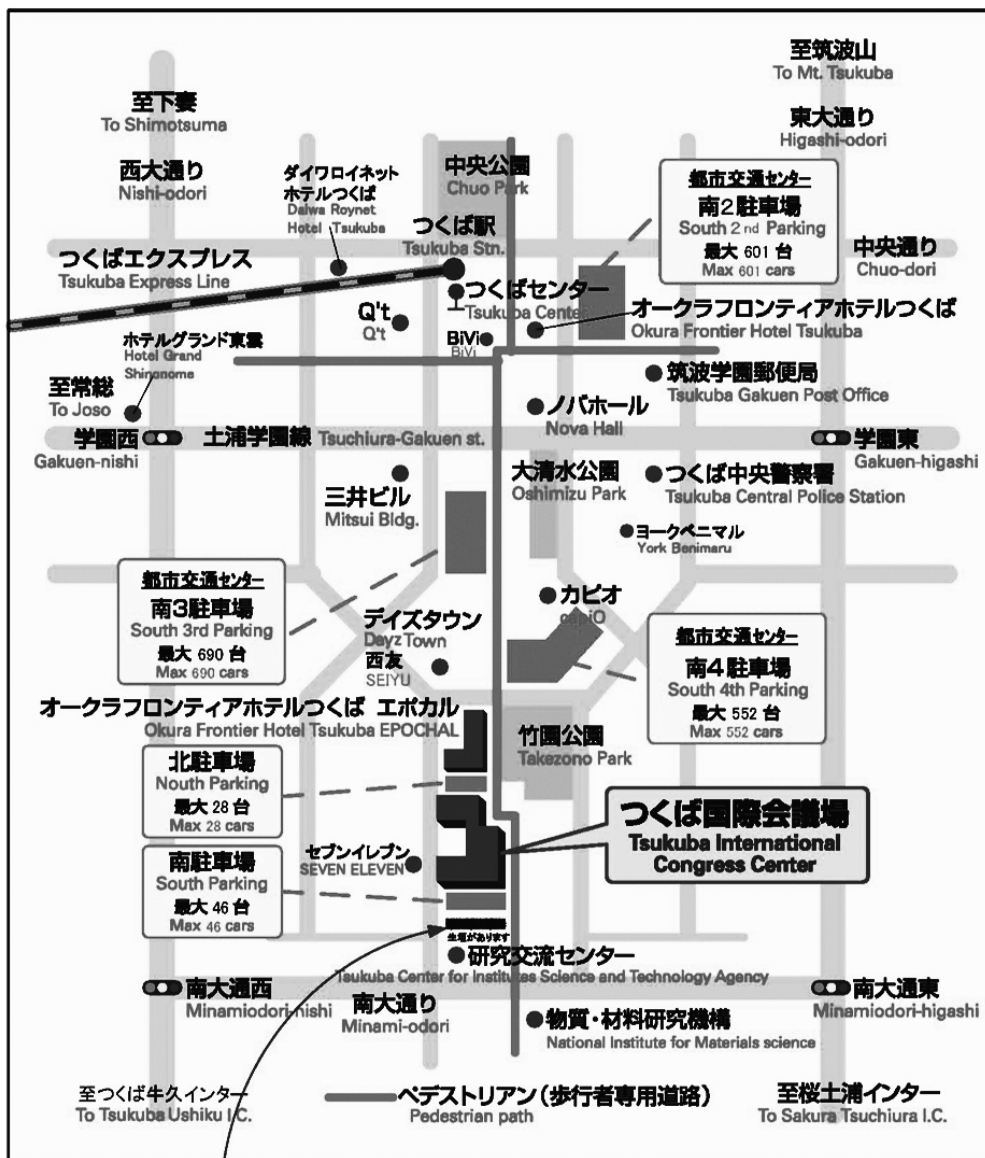 至筑波山
To Mt. Tsukuba
至下妻
To Shimotsuma
東大通り
Higashi-odori
西大通り
Nishi-odori
ダイワロイネット
ホテルつくば
Daiwa Roynet
Hotel Tsukuba
中央公園
Chuo Park
都市交通センター
南2駐車場
South 2nd Parking
最大 601 台
Max 601 cars
つくば駅
Tsukuba Stn.
中央通り
Chuo-dori
つくばエクスプレス
Tsukuba Express Line
つくばセンター
Tsukuba Center
Q't
Q't
オークラフロンティアホテルつくば
Okura Frontier Hotel Tsukuba
BiVi
BiVi
ホテルグランド東雲
Hotel Grand
Shinonome
至常総
To Joso
筑波学園郵便局
Tsukuba Gakuen Post Office
ノバホール
Nova Hall
学園西
Gakuen-nishi
土浦学園線 Tsuchiura-Gakuen st.
学園東
Gakuen-higashi
三井ビル
Mitsui Bldg.
大清水公園
Oshimizu Park
つくば中央警察署
Tsukuba Central Police Station
ヨークベニマル
York Benimaru
都市交通センター
南3駐車場
South 3rd Parking
最大 690 台
Max 690 cars
カピオ
capiO
デイズタウン
Dayz Town
西友
SEIYU
都市交通センター
南4駐車場
South 4th Parking
最大 552 台
Max 552 cars
オークラフロンティアホテルつくば エポカル
Okura Frontier Hotel Tsukuba EPOCHAL
竹園公園
Takezono Park
北駐車場
Nouth Parking
最大 28 台
Max 28 cars
つくば国際会議場
Tsukuba International
Congress Center
セブンイレブン
SEVEN ELEVEN
南駐車場
South Parking
最大 46 台
Max 46 cars
生垣があります
研究交流センター
Tsukuba Center for Institutes Science and Technology Agency
南大通西
Minamiodori-nishi
南大通り
Minami-odori
南大通東
Minamiodori-higashi
物質・材料研究機構
National Institute for Materials science
至つくば牛久インター
To Tsukuba Ushiku I.C.
ペデストリアン（歩行者専用道路）
Pedestrian path
至桜土浦インター
To Sakura Tsuchiura I.C.